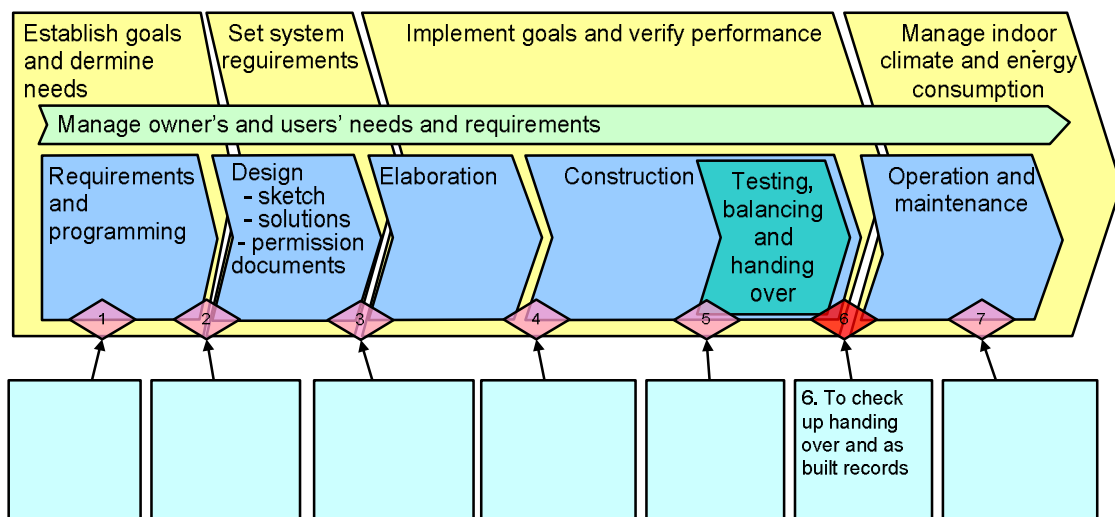 Establish goals
and dermine
needs
Set system
reguirements
Implement goals and verify performance
Manage indoor
climate and energy
consumption
Manage owner's and users' needs and requirements
Requirements
and
programming
Design
- sketch
- solutions
- permission
documents
Elaboration
Construction
Testing,
balancing
and
handing
over
Operation and
maintenance
1
2
3
4
5
6
7
6. To check
up handing
over and as
built records